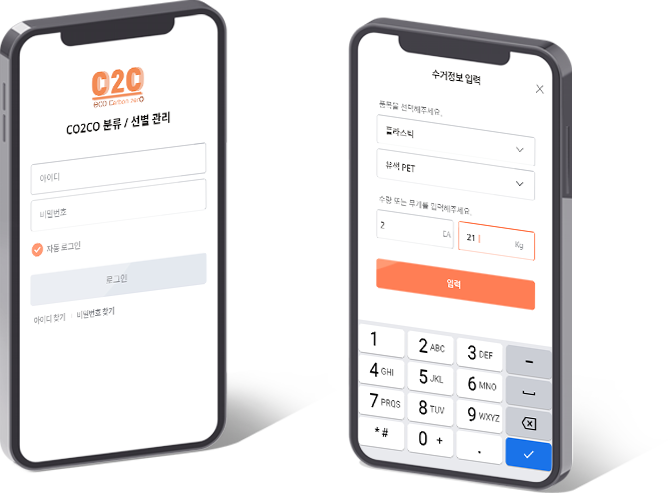 O2O
eco Carbon zerO
CO2CO 분류 / 선별 관리
아이디
비밀번호
자동 로그인
로그인
아이디 찾기 | 비밀번호 찾기
수거정보 입력
품목을 선택해주세요.
플라스틱
유색 PET
수량 또는 무게를 입력해주세요.
2 EA 21 Kg
입력
1 2 ABC 3 DEF -
4 GHI 5 JKL 6 MNO
7 PRQS 8 TUV 9 WXYZ
* # 0 + .